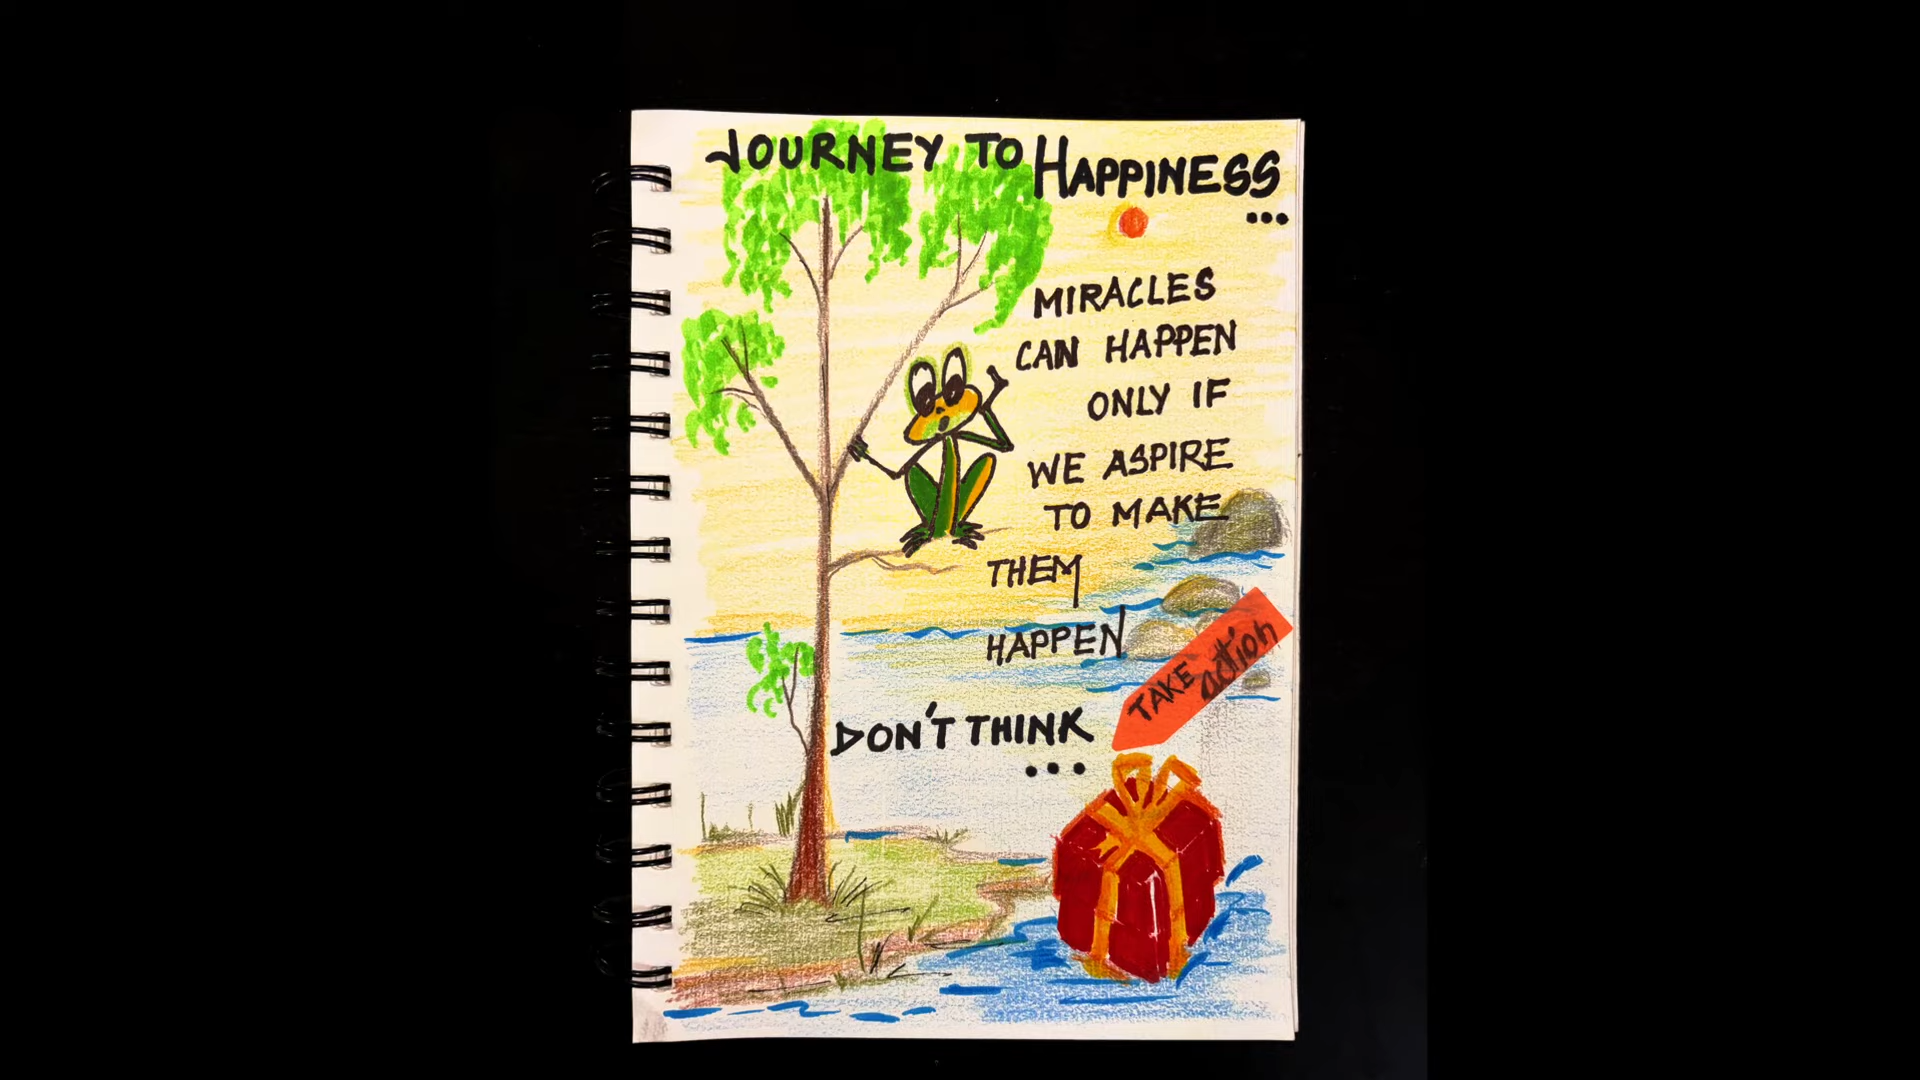 JOURNEY TO HAPPINESS
...
MIRACLES
CAN HAPPEN
ONLY IF
WE ASPIRE
TO MAKE
THEM
HAPPEN
DON'T THINK
...
TAKE action